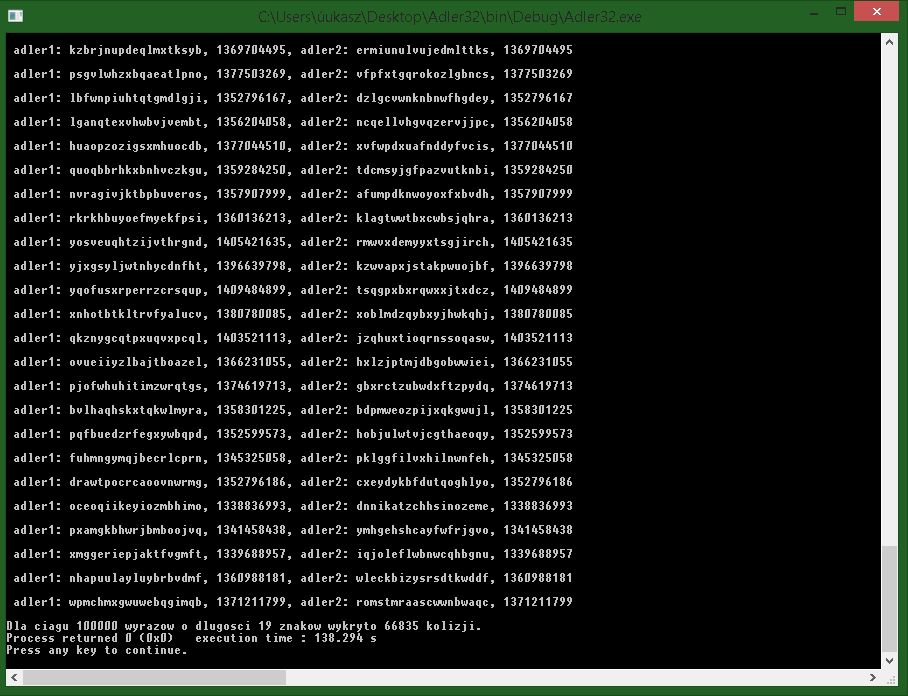 C:\Users\úukasz\Desktop\Adler32\bin\Debug\Adler32.exe
adler1: kzbrjnupdeqlmxtksyb, 1369704495, adler2: ermiunulvujedmlttks, 1369704495
adler1: psgvlwhzxbqaeatlpno, 1377503269, adler2: vfpfxtgqrokozlgbncs, 1377503269
adler1: lbfwnpiuhtqtgmdlgji, 1352796167, adler2: dzlgcvwnknbnwfhgdey, 1352796167
adler1: lganqtexvhwbvjvembt, 1356204058, adler2: ncqellvhgvqzervjjpc, 1356204058
adler1: huaopzozigsxmhuocdb, 1377044510, adler2: xvfwpdxuafnddyfvcis, 1377044510
adler1: quoqbbrhkxbnhvczkgu, 1359284250, adler2: tdcmsyjgfpazvutknbi, 1359284250
adler1: nvragivjktbpbuveros, 1357907999, adler2: afumpdknwoyoxfxbvdh, 1357907999
adler1: rkrkhbuyoefmyekfpsi, 1360136213, adler2: klagtwwtbxcwbsjqhra, 1360136213
adler1: yosveuqhtzijvthrgnd, 1405421635, adler2: rmwvxdemyyxtsgjirch, 1405421635
adler1: yjxgsyljwtnhycdnfht, 1396639798, adler2: kzwvapxjstakpwuojbf, 1396639798
adler1: yqofusxrperrzcrsqup, 1409484899, adler2: tsqgpxbxrqwxxjtxdcz, 1409484899
adler1: xnhotbtkltrvfyalucv, 1380780085, adler2: xoblmdzqybxyjhwkqhj, 1380780085
adler1: qkznygcqtpxuqvxpcql, 1403521113, adler2: jzqhuxtioqrnssoqasw, 1403521113
adler1: ovueiiyzlbajtboazel, 1366231055, adler2: hxlzjptmjdbgobwwiei, 1366231055
adler1: pjofwhuhitimzwrqtgs, 1374619713, adler2: gbxrctzubwdxftzpydq, 1374619713
adler1: bvlhaqhskxtqkwlmyra, 1358301225, adler2: bdpmweozpijxqkgwujl, 1358301225
adler1: pqfbuedzrfegxywbqpd, 1352599573, adler2: hobjulwtvjcgthaeoqy, 1352599573
adler1: fuhmngymqjbecrlcprn, 1345325058, adler2: pklggfilvxhilnwnfeh, 1345325058
adler1: drawtpocrcaoovnwrmg, 1352796186, adler2: cxeydykbfdutqoghlyo, 1352796186
adler1: oceoqiikeyiozmbhimo, 1338836993, adler2: dnnikatzchhsinozeme, 1338836993
adler1: pxamgkbhwrjbmboojvq, 1341458438, adler2: ymhgehshcayfwfrjgvo, 1341458438
adler1: xmggeriepjaktfvgmft, 1339688957, adler2: iqjoleflwbnwcqhbgnu, 1339688957
adler1: nhapuulayluybrbvdmf, 1360988181, adler2: wleckbizysrsdtkwddf, 1360988181
adler1: wpmchmxgwuwebqgimqb, 1371211799, adler2: romstmraascwwnbwaqc, 1371211799
Dla ciagu 100000 wyrazow o dlugosci 19 znakow wykryto 66835 kolizji.
Process returned 0 (0x0)   execution time : 138.294 s
Press any key to continue.